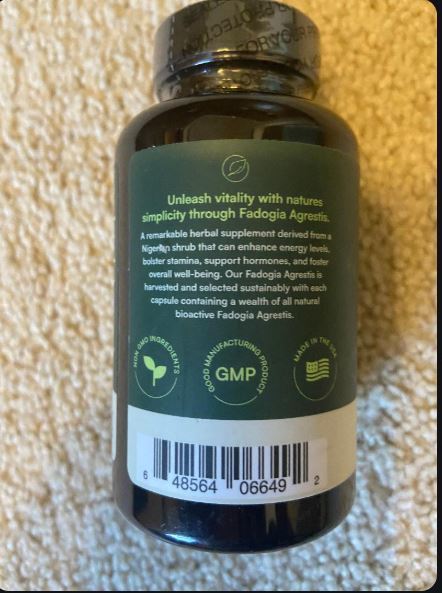 PROTECTION
Unleash vitality with natures
simplicity through Fadogia Agrestis.
A remarkable herbal supplement derived from a
Nigerian shrub that can enhance energy levels,
bolster stamina, support hormones, and foster
overall well-being. Our Fadogia Agrestis is
harvested and selected sustainably with each
capsule containing a wealth of all natural
bioactive Fadogia Agrestis.
NON GMO INGREDIENTS
GOOD MANUFACTURING PRODUCT
GMP
MADE IN THE USA
6 48564 06649 2